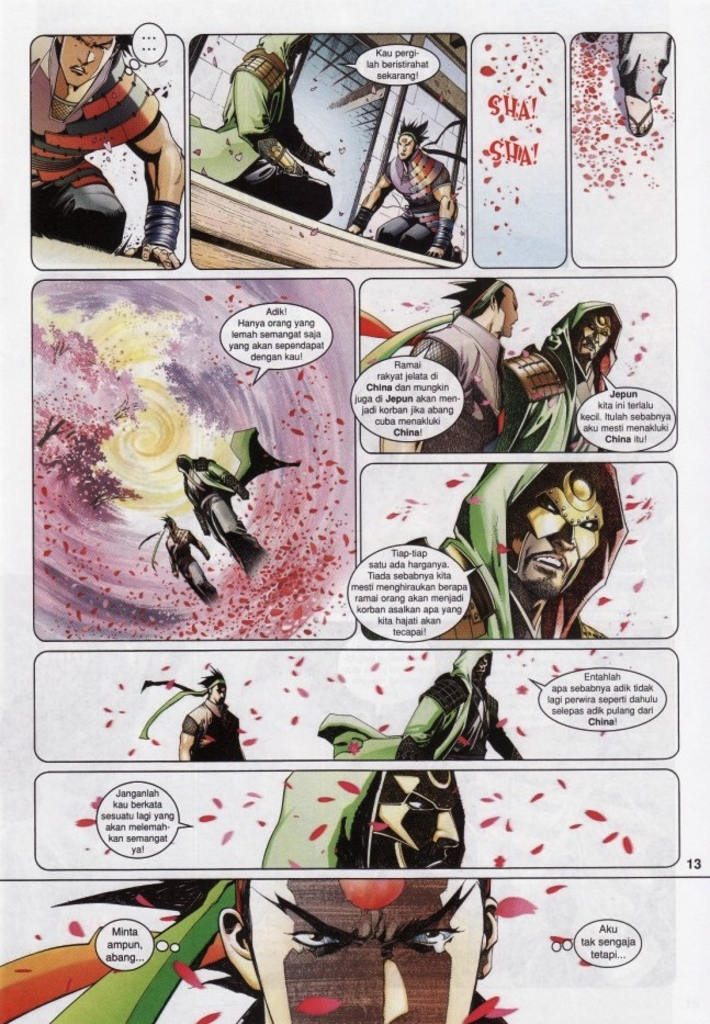 ...
...
Kau pergi-
lah beristirahat
sekarang!
SHA!
SHA!
Adik!
Hanya orang yang
lemah semangat saja
yang akan sependapat
dengan kau!
Ramai
rakyat jelata di
China dan mungkin
juga di Jepun akan men-
jadi korban jika abang
cuba menakluki
China!
Jepun
kita ini terlalu
kecil. Itulah sebabnya
aku mesti menakluki
China itu!
Tiap-tiap
satu ada harganya.
Tiada sebabnya kita
mesti menghiraukan berapa
ramai orang akan menjadi
korban asalkan apa yang
kita hajati akan
tecapai!
Entahlah
apa sebabnya adik tidak
lagi perwira seperti dahulu
selepas adik pulang dari
China!
Janganlah
kau berkata
sesuatu lagi yang
akan melemah-
kan semangat
ya!
13
Minta
ampun,
abang...
Aku
tak sengaja
tetapi...